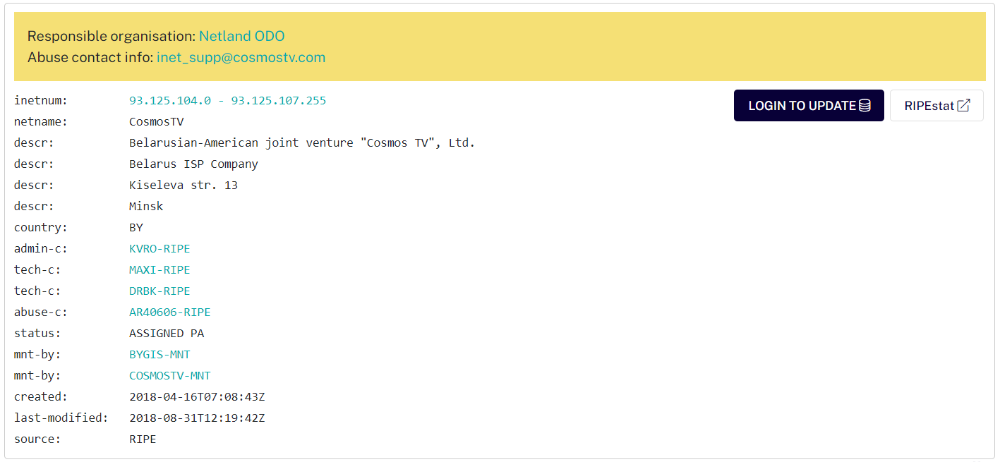 Responsible organisation: Netland ODO
Abuse contact info: inet_supp@cosmostv.com
inetnum: 93.125.104.0 - 93.125.107.255
LOGIN TO UPDATE RIPEstat
netname: CosmosTV
descr: Belarusian-American joint venture "Cosmos TV", Ltd.
descr: Belarus ISP Company
descr: Kiseleva str. 13
descr: Minsk
country: BY
admin-c: KVRO-RIPE
tech-c: MAXI-RIPE
tech-c: DRBK-RIPE
abuse-c: AR40606-RIPE
status: ASSIGNED PA
mnt-by: BYGIS-MNT
mnt-by: COSMOSTV-MNT
created: 2018-04-16T07:08:43Z
last-modified: 2018-08-31T12:19:42Z
source: RIPE